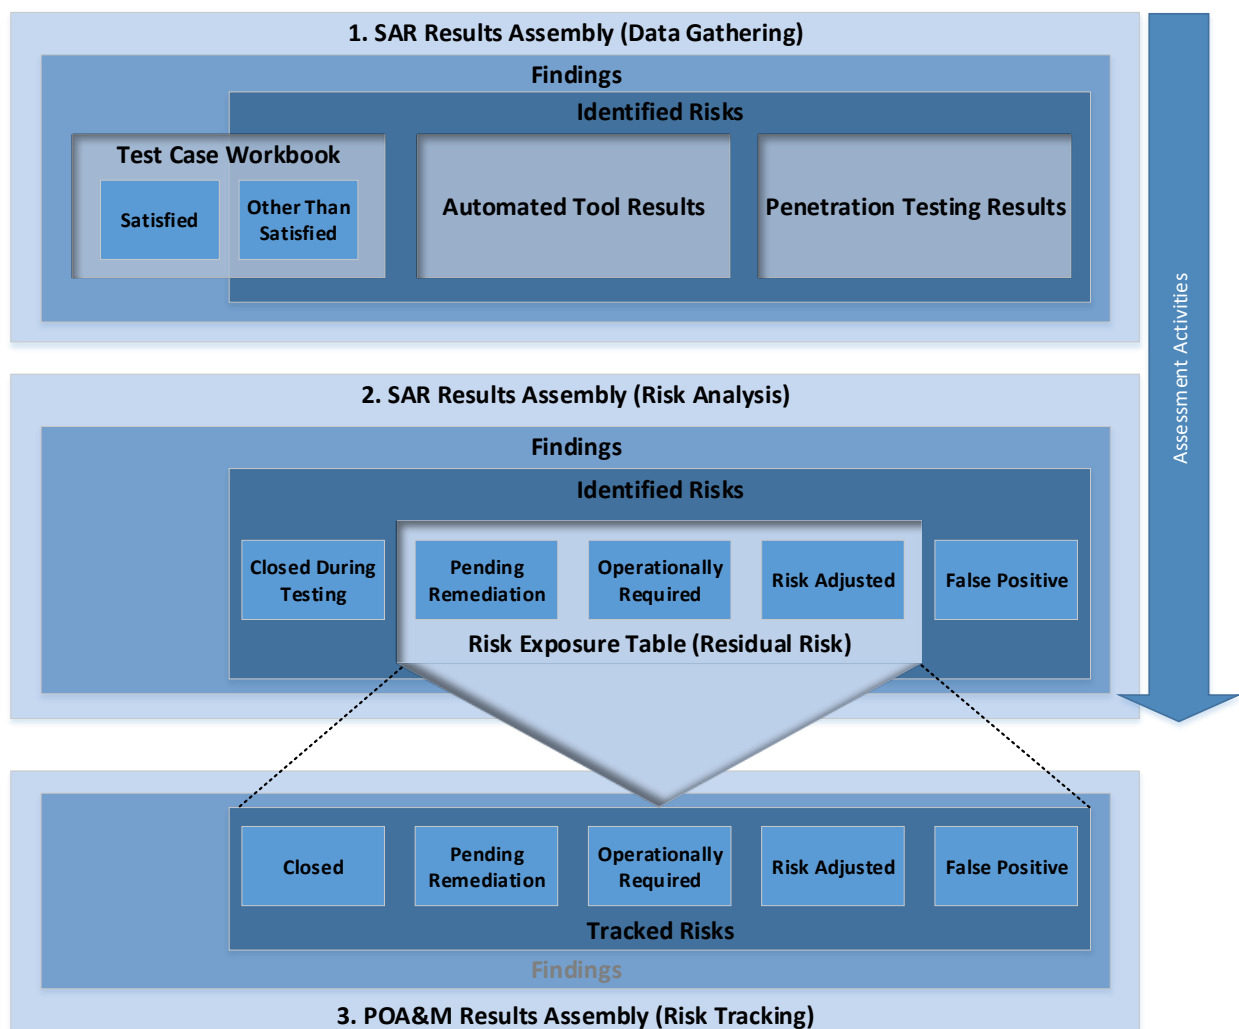 1. SAR Results Assembly (Data Gathering)
Findings
Identified Risks
Test Case Workbook
Satisfied
Other Than
Satisfied
Automated Tool Results
Penetration Testing Results
Assessment Activities
2. SAR Results Assembly (Risk Analysis)
Findings
Identified Risks
Closed During
Testing
Pending
Remediation
Operationally
Required
Risk Adjusted
False Positive
Risk Exposure Table (Residual Risk)
Closed
Pending
Remediation
Operationally
Required
Risk Adjusted
False Positive
Tracked Risks
Findings
3. POA&M Results Assembly (Risk Tracking)